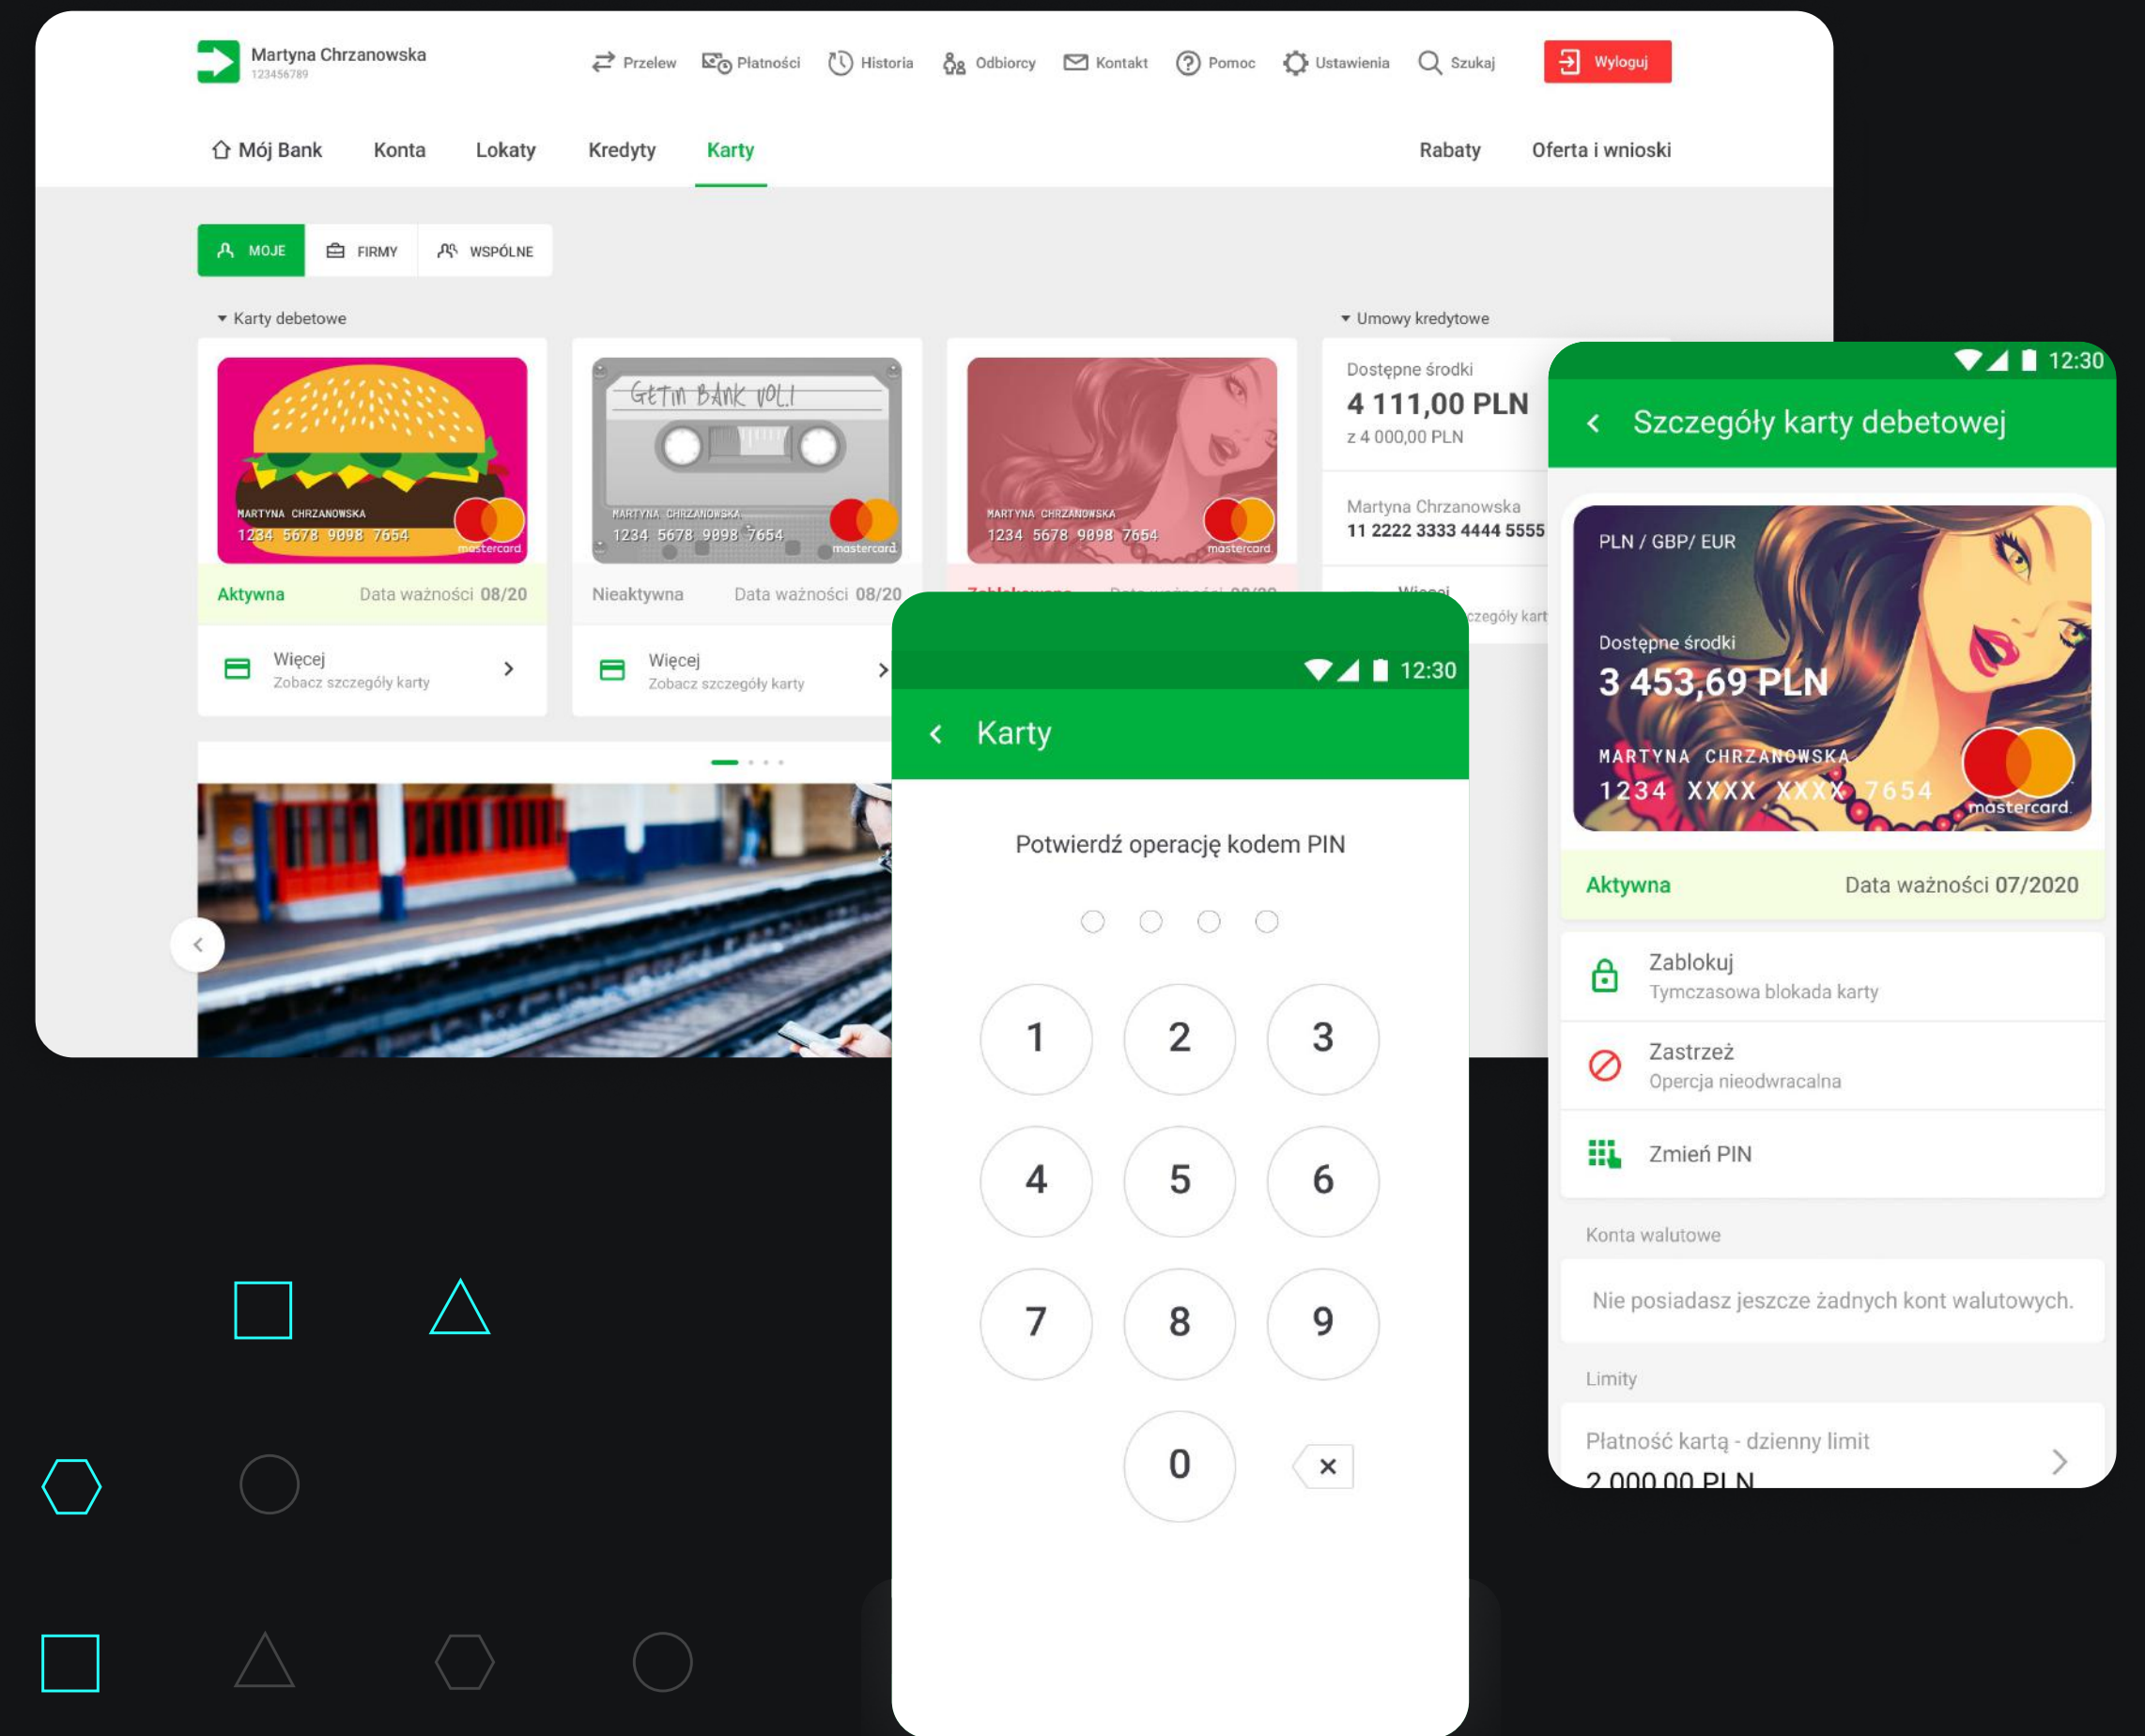 Martyna Chrzanowska
123456789
Przelew
Płatności
Historia
Odbiorcy
Kontakt
Pomoc
Ustawienia
Szukaj
Wyloguj
Mój Bank
Konta
Lokaty
Kredyty
Karty
Rabaty
Oferta i wnioski
MOJE
FIRMY
WSPÓLNE
Karty debetowe
MARTYNA CHRZANOWSKA
1234 5678 9098 7654
mastercard
Aktywna
Data ważności 08/20
Więcej
Zobacz szczegóły karty
GETIN BANK VOL.1
MARTYNA CHRZANOWSKA
1234 5678 9098 7654
mastercard
Nieaktywna
Data ważności 08/20
Więcej
Zobacz szczegóły karty
MARTYNA CHRZANOWSKA
1234 5678 9098 7654
mastercard
Umowy kredytowe
Dostępne środki
4 111,00 PLN
z 4 000,00 PLN
Martyna Chrzanowska
11 2222 3333 4444 5555
12:30
Karty
Potwierdź operację kodem PIN
1
2
3
4
5
6
7
8
9
0
12:30
Szczegóły karty debetowej
PLN / GBP/ EUR
Dostępne środki
3 453,69 PLN
MARTYNA CHRZANOWSKA
1234 XXXX XXXX 7654
mastercard
Aktywna
Data ważności 07/2020
Zablokuj
Tymczasowa blokada karty
Zastrzeż
Opercja nieodwracalna
Zmień PIN
Konta walutowe
Nie posiadasz jeszcze żadnych kont walutowych.
Limity
Płatność kartą - dzienny limit
2 000,00 PLN